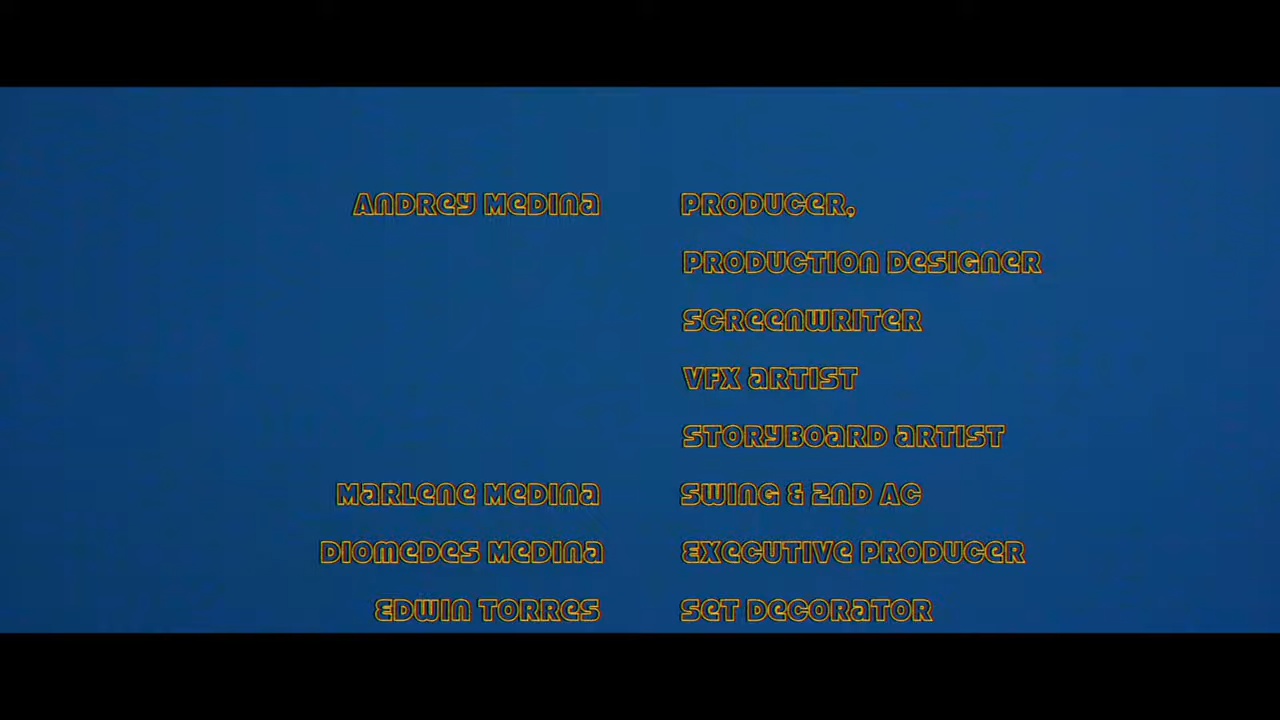 Andrey Medina Producer,
Production Designer
Screenwriter
VFX Artist
Storyboard Artist
Marlene Medina Swing & 2nd AC
Diomedes Medina Executive Producer
Edwin Torres Set Decorator